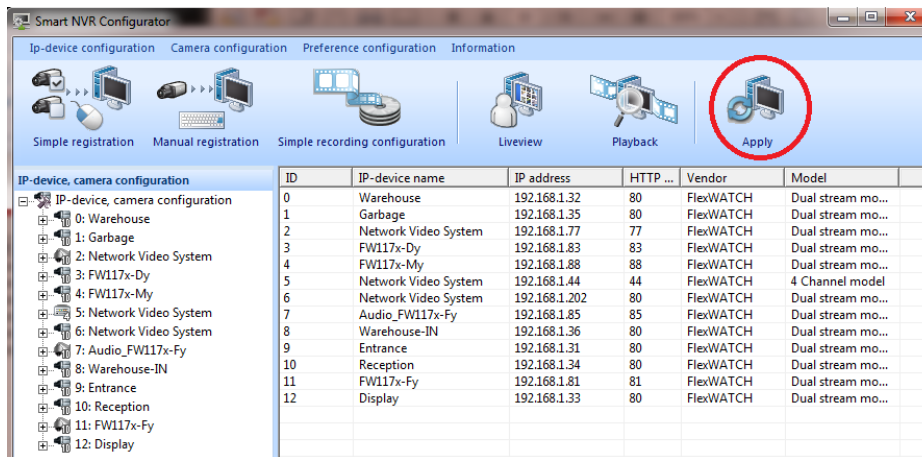 Smart NVR Configurator
Ip-device configuration Camera configuration Preference configuration Information
Simple registration Manual registration Simple recording configuration Liveview Playback Apply
IP-device, camera configuration
IP-device, camera configuration
0: Warehouse
1: Garbage
2: Network Video System
3: FW117x-Dy
4: FW117x-My
5: Network Video System
6: Network Video System
7: Audio_FW117x-Fy
8: Warehouse-IN
9: Entrance
10: Reception
11: FW117x-Fy
12: Display
ID IP-device name IP address HTTP ... Vendor Model
0 Warehouse 192.168.1.32 80 FlexWATCH Dual stream mo...
1 Garbage 192.168.1.35 80 FlexWATCH Dual stream mo...
2 Network Video System 192.168.1.77 77 FlexWATCH Dual stream mo...
3 FW117x-Dy 192.168.1.83 83 FlexWATCH Dual stream mo...
4 FW117x-My 192.168.1.88 88 FlexWATCH Dual stream mo...
5 Network Video System 192.168.1.44 44 FlexWATCH 4 Channel model
6 Network Video System 192.168.1.202 80 FlexWATCH Dual stream mo...
7 Audio_FW117x-Fy 192.168.1.85 85 FlexWATCH Dual stream mo...
8 Warehouse-IN 192.168.1.36 80 FlexWATCH Dual stream mo...
9 Entrance 192.168.1.31 80 FlexWATCH Dual stream mo...
10 Reception 192.168.1.34 80 FlexWATCH Dual stream mo...
11 FW117x-Fy 192.168.1.81 81 FlexWATCH Dual stream mo...
12 Display 192.168.1.33 80 FlexWATCH Dual stream mo...